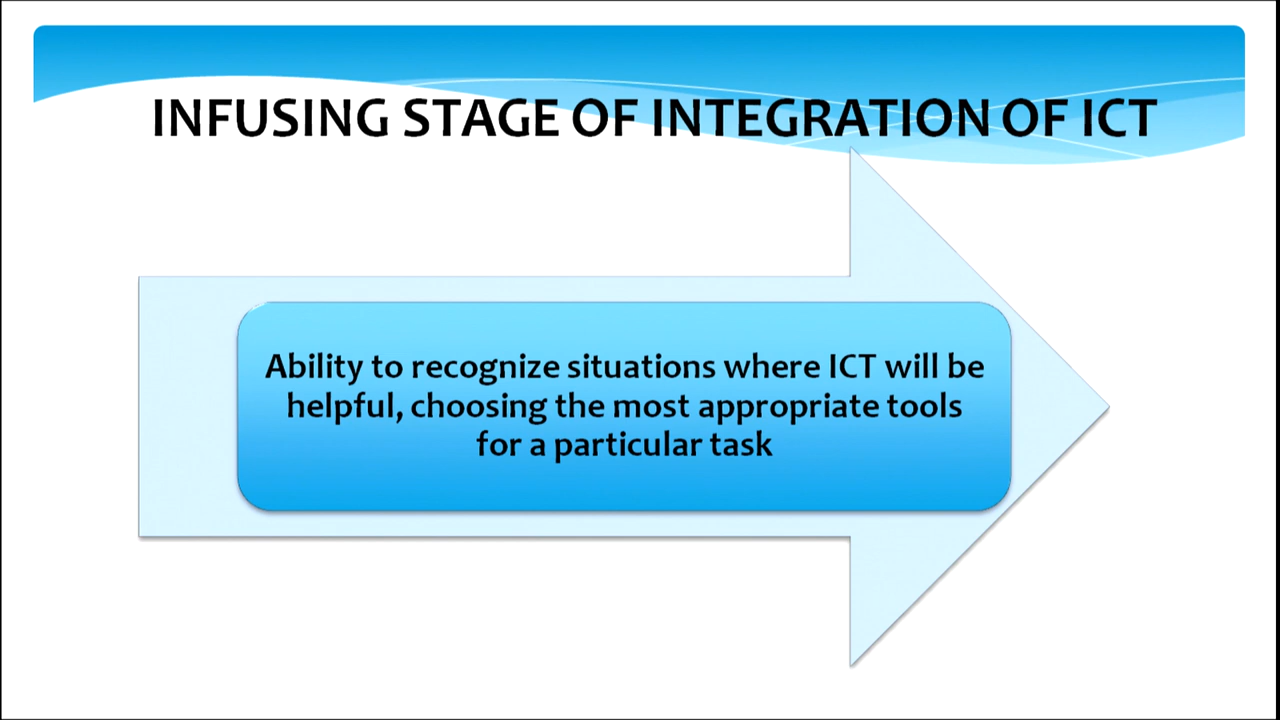 INFUSING STAGE OF INTEGRATION OF ICT
Ability to recognize situations where ICT will be
helpful, choosing the most appropriate tools
for a particular task